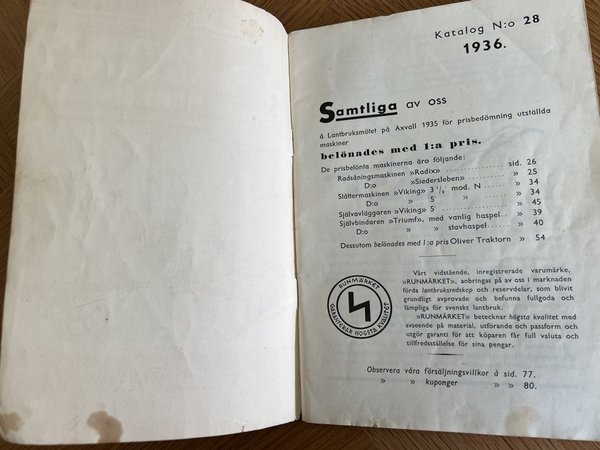 Katalog N:o 28
1936.
Samtliga av oss
å Lantbruksmötet på Axvall 1935 för prisbedömning utställda
maskiner
belönades med 1:a pris.
De prisbelönta maskinerna äro följande:
Radsåningsmaskinen »Radix» sid. 26
D:o »Siedersleben» » 25
Slåttermaskinen »Viking» 3 1/2 mod. N » 34
D:o » 5 » » 34
Självavläggaren »Viking» 5 » 45
Självbindaren »Triumf», med vanlig haspel » 39
D:o » » stavhaspel » 40
Dessutom belönades med 1:a pris Oliver Traktorn » 54
RUNMÄRKET
GARANTERAR HÖGSTA KVALITET
Vårt vidstående, inregistrerade varumärke,
»RUNMÄRKET», anbringas på av oss i marknaden
förda lantbruksredskap och reservdelar, som blivit
grundligt avprovade och befunna fullgoda och
lämpliga för svenskt lantbruk.
»RUNMÄRKET» betecknar högsta kvalitet med
avseende på material, utförande och passform och
utgör garanti för att köparen får full valuta och
tillfredsställelse för sina pengar.
Observera våra försäljningsvillkor å sid. 77.
» » kuponger » » 80.